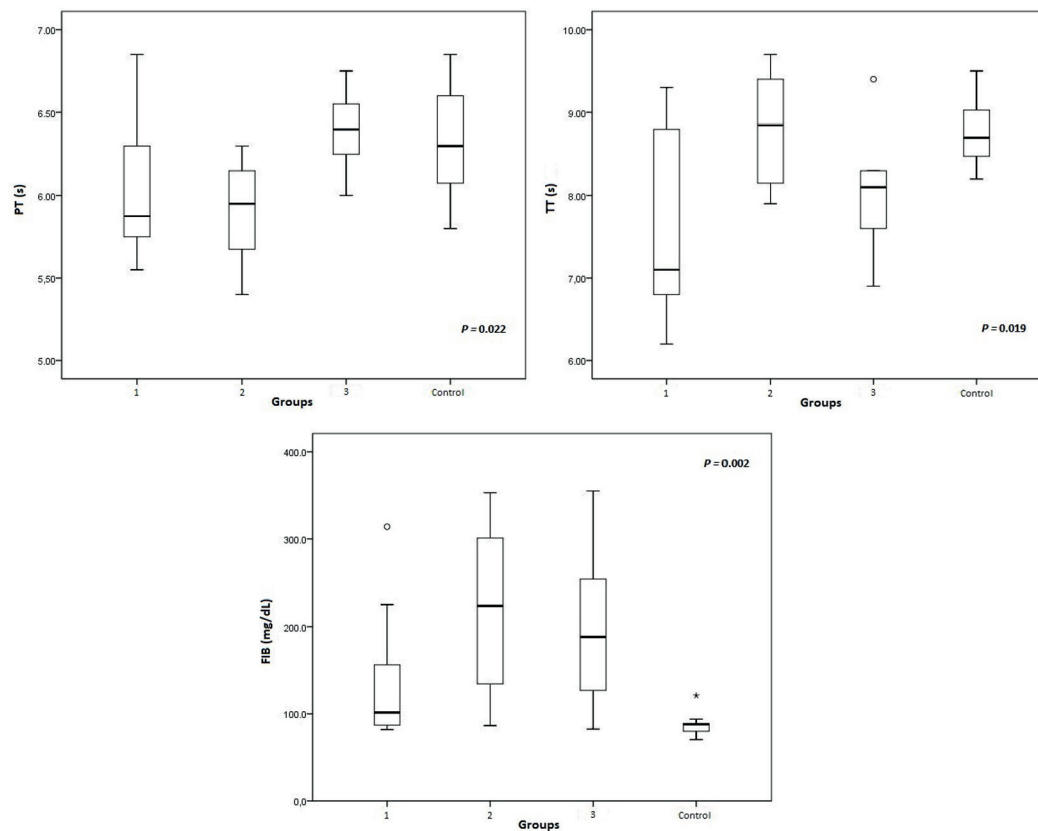 7.00
6.50
6.00
5,50
5.00
PT (s)
P = 0.022
1 2 3 Control
Groups
10.00
9.00
8.00
7,00
6.00
TT (s)
P = 0.019
1 2 3 Control
Groups
400.0
300.0
200.0
100.0
0,0
FIB (mg/dL)
P = 0.002
1 2 3 Control
Groups